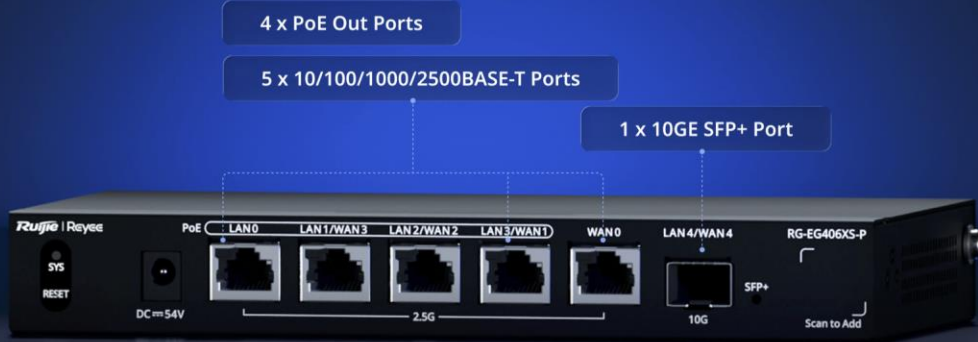 4 x PoE Out Ports
5 x 10/100/1000/2500BASE-T Ports
1 x 10GE SFP+ Port
Ruijie | Reyee
PoE LAN0 LAN1/WAN3 LAN2/WAN2 LAN3/WAN1 WAN0 LAN4/WAN4 RG-EG406XS-P
SYS
RESET
SFP+
DC⎓54V
2.5G
10G
Scan to Add